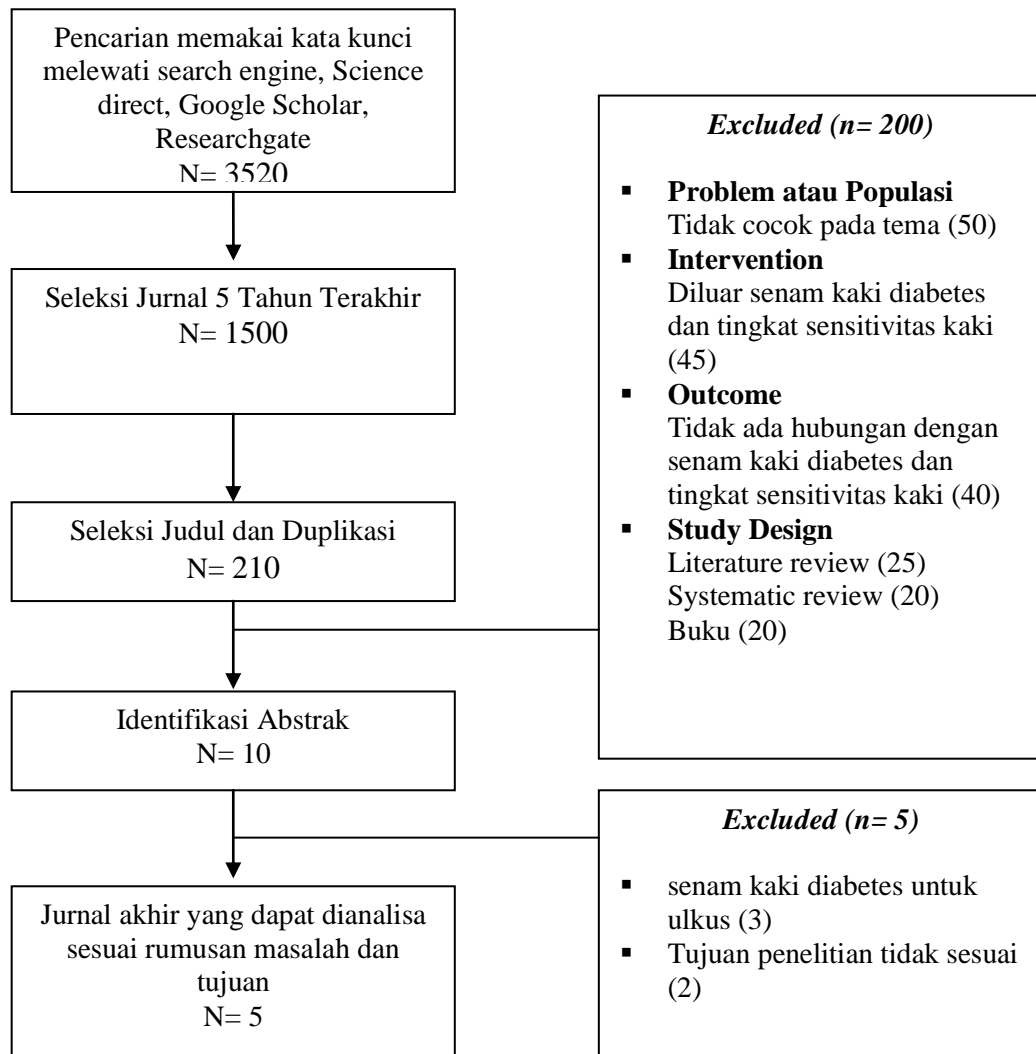 Pencarian memakai kata kunci
melewati search engine, Science
direct, Google Scholar,
Researchgate
N= 3520
Seleksi Jurnal 5 Tahun Terakhir
N= 1500
Seleksi Judul dan Duplikasi
N= 210
Excluded (n= 200)
▪ Problem atau Populasi
Tidak cocok pada tema (50)
▪ Intervention
Diluar senam kaki diabetes
dan tingkat sensitivitas kaki
(45)
▪ Outcome
Tidak ada hubungan dengan
senam kaki diabetes dan
tingkat sensitivitas kaki (40)
▪ Study Design
Literature review (25)
Systematic review (20)
Buku (20)
Identifikasi Abstrak
N= 10
Excluded (n= 5)
▪ senam kaki diabetes untuk
ulkus (3)
▪ Tujuan penelitian tidak sesuai
(2)
Jurnal akhir yang dapat dianalisa
sesuai rumusan masalah dan
tujuan
N= 5